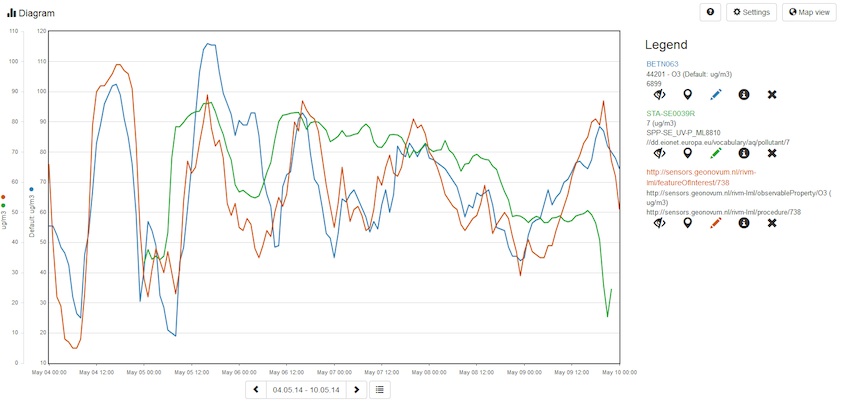 Diagram
Settings
Map view
110
100
90
80
70
60
50
40
30
20
10
0
ug/m3
120
110
100
90
80
70
60
50
40
30
20
10
Default: ug/m3
May 04 00:00
May 04 12:00
May 05 00:00
May 05 12:00
May 06 00:00
May 06 12:00
May 07 00:00
May 07 12:00
May 08 00:00
May 08 12:00
May 09 00:00
May 09 12:00
May 10 00:00
04.05.14 - 10.05.14
Legend
BETN063
44201 - O3 (Default: ug/m3)
6899
STA-SE0039R
7 (ug/m3)
SPP-SE_UV-P_ML8810
//dd.eionet.europa.eu/vocabulary/aq/pollutant/7
http://sensors.geonovum.nl/rivm-
lml/featureOfInterest/738
http://sensors.geonovum.nl/rivm-lml/observableProperty/O3 (
ug/m3)
http://sensors.geonovum.nl/rivm-lml/procedure/738